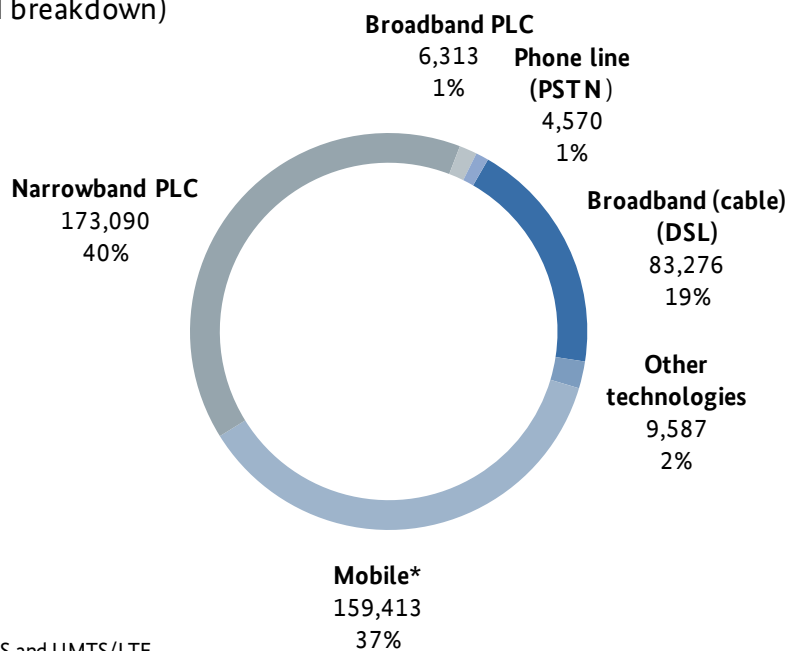 breakdown)
Broadband PLC
6,313
1%
Phone line
(PSTN)
4,570
1%
Narrowband PLC
173,090
40%
Broadband (cable)
(DSL)
83,276
19%
Other
technologies
9,587
2%
Mobile*
159,413
37%
S and UMTS/LTE